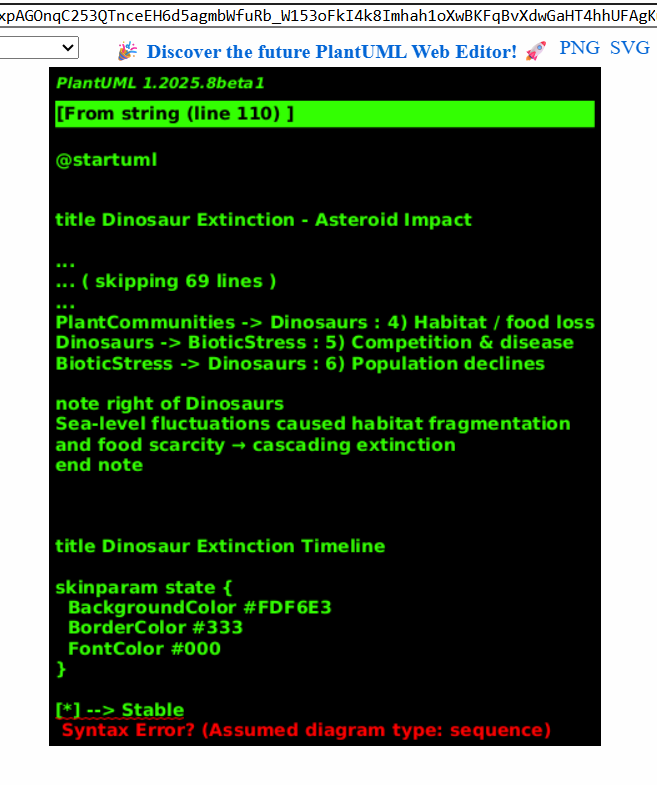 xpAGOnqC253QTnceEH6d5agmbWfuRb_W153oFkI4k8Imhah1oXwBKFqBvXdwGaHT4hhUFAgK
🎉 Discover the future PlantUML Web Editor! 🚀 PNG SVG
PlantUML 1.2025.8beta1
[From string (line 110) ]
@startuml
title Dinosaur Extinction - Asteroid Impact
...
... ( skipping 69 lines )
...
PlantCommunities -> Dinosaurs : 4) Habitat / food loss
Dinosaurs -> BioticStress : 5) Competition & disease
BioticStress -> Dinosaurs : 6) Population declines
note right of Dinosaurs
Sea-level fluctuations caused habitat fragmentation
and food scarcity → cascading extinction
end note
title Dinosaur Extinction Timeline
skinparam state {
BackgroundColor #FDF6E3
BorderColor #333
FontColor #000
}
[*] --> Stable
Syntax Error? (Assumed diagram type: sequence)